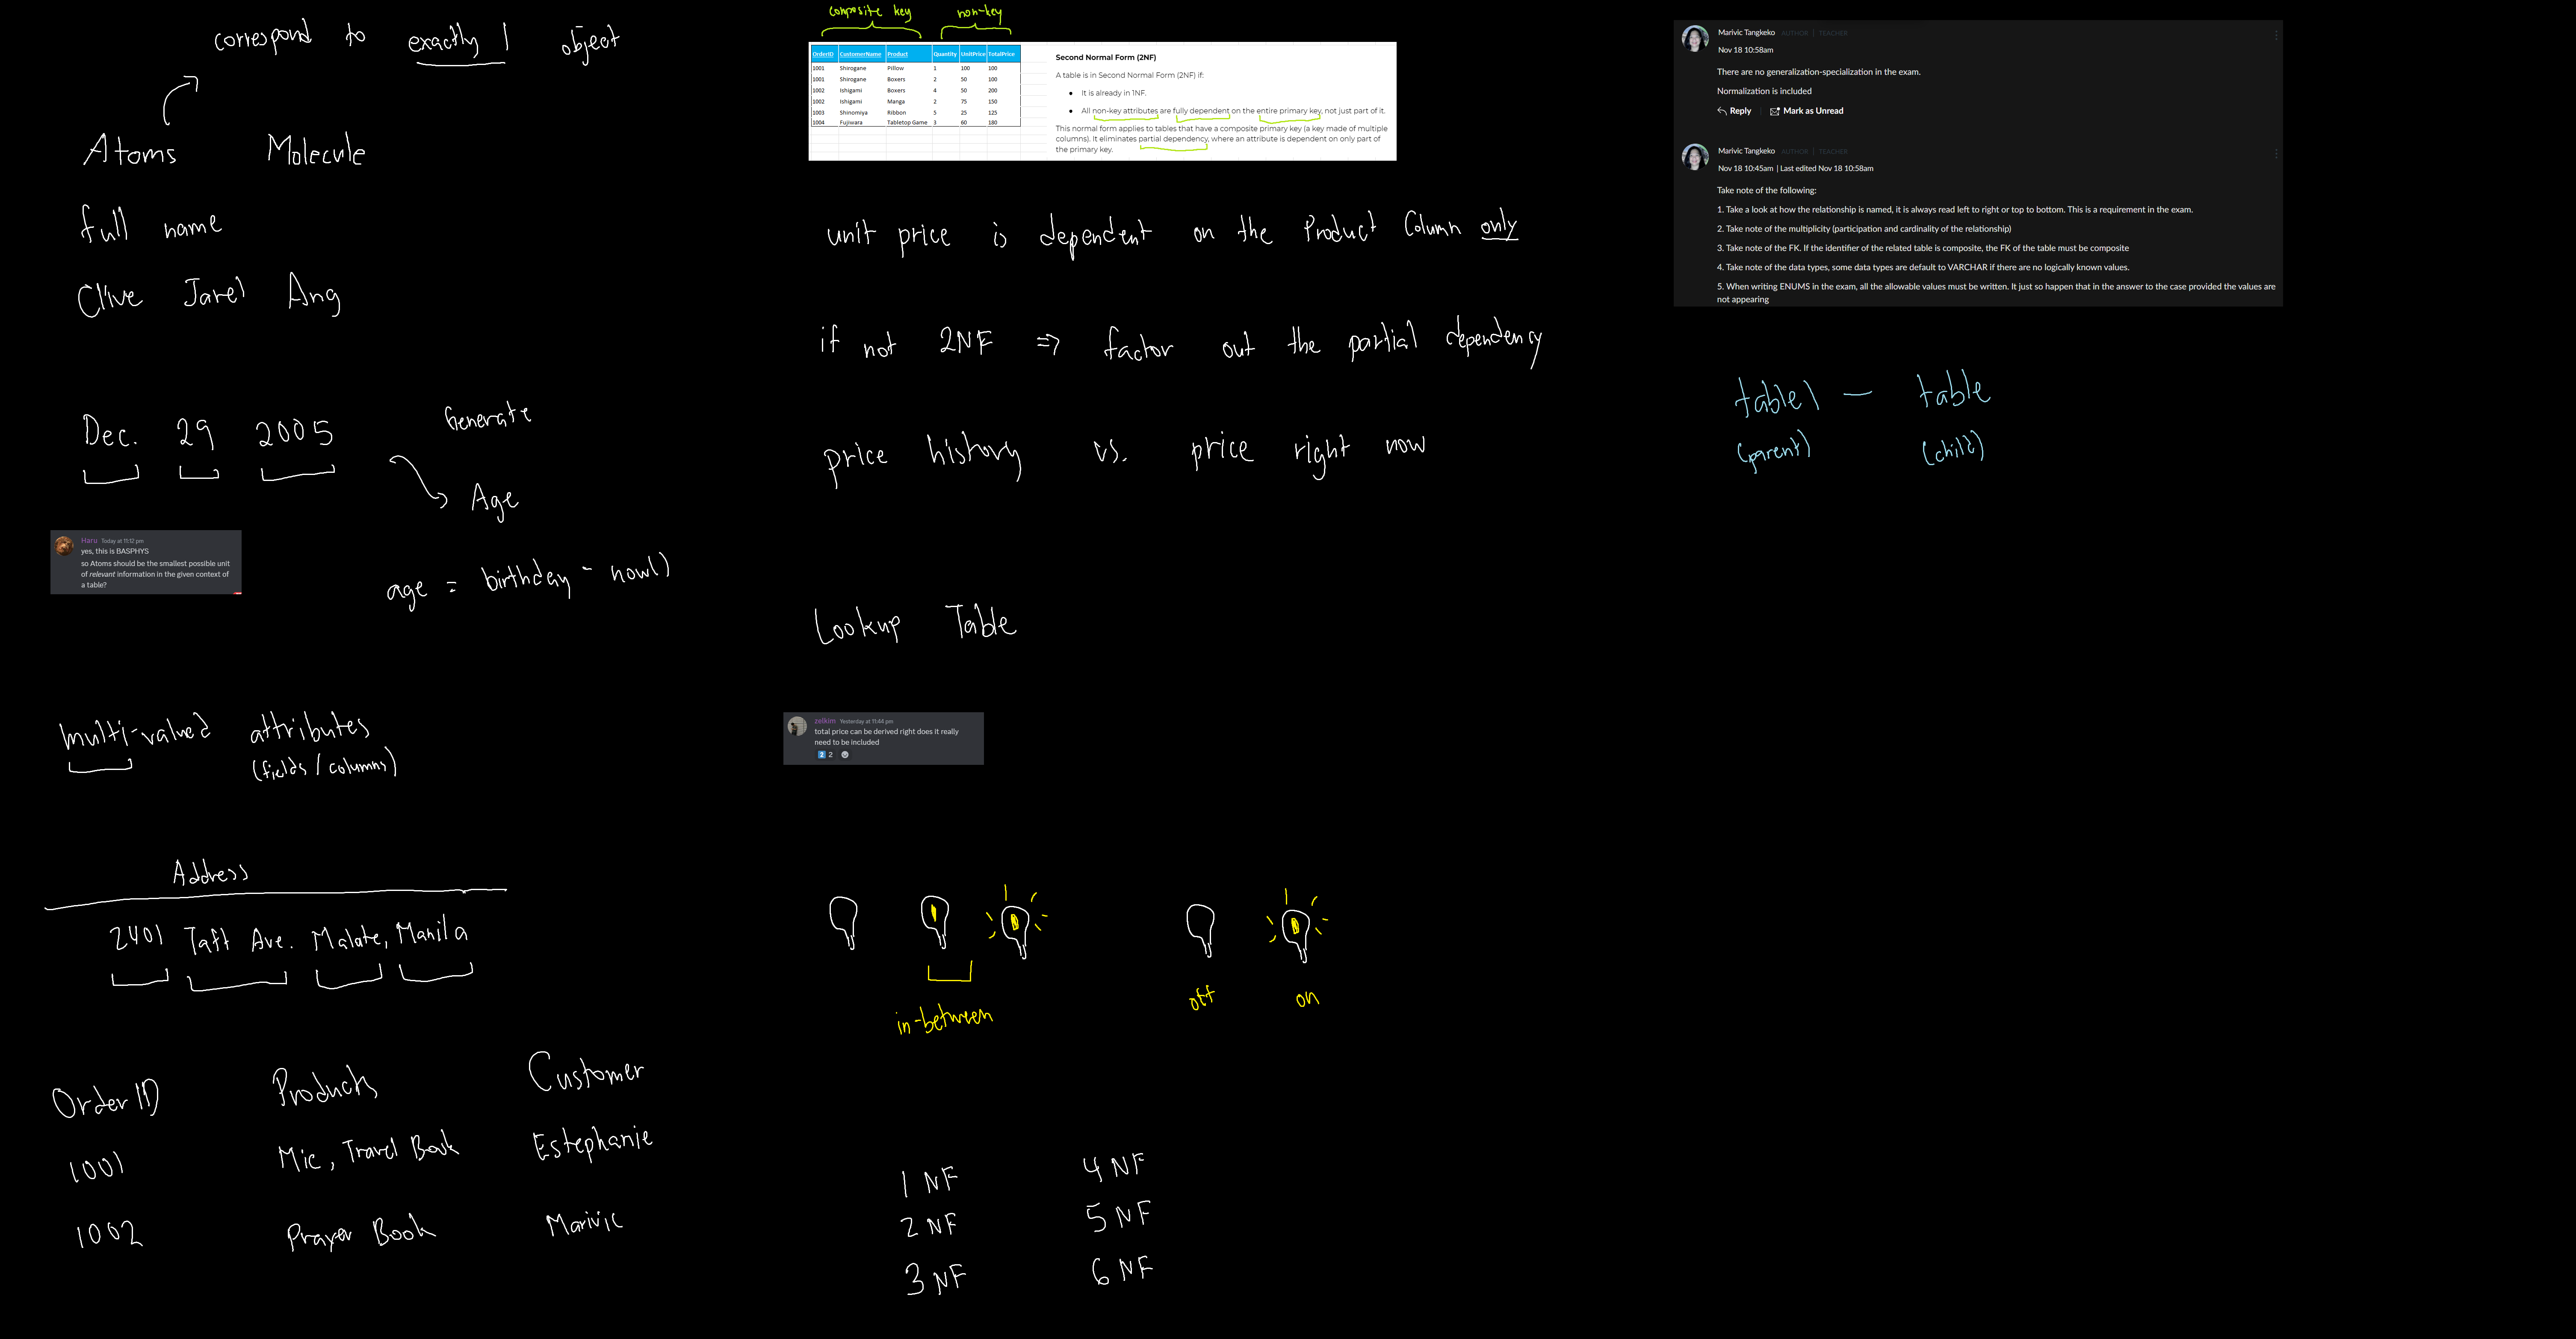 correspond to exactly 1 object
Atoms Molecule
full name
Clive Jarel Ang
Dec. 29 2005
Generate
Age
age = birthday - now()
Haru Today at 11:12 pm
yes, this is BASPHYS
so Atoms should be the smallest possible unit
of relevant information in the given context of
a table?
multi-valued attributes
(fields / columns)
Address
2401 Taft Ave. Malate, Manila
OrderID Products Customer
1001 Mic, Travel Book Estephanie
1002 Prayer Book Marivic
composite key non-key
OrderID CustomerName Product Quantity UnitPrice TotalPrice
1001 Shirogane Pillow 1 100 100
1001 Shirogane Boxers 2 50 100
1002 Ishigami Boxers 4 50 200
1002 Ishigami Manga 2 75 150
1003 Shinomiya Ribbon 5 25 125
1004 Fujiwara Tabletop Game 3 60 180
Second Normal Form (2NF)
A table is in Second Normal Form (2NF) if:
● It is already in 1NF.
● All non-key attributes are fully dependent on the entire primary key, not just part of it.
This normal form applies to tables that have a composite primary key (a key made of multiple
columns). It eliminates partial dependency, where an attribute is dependent on only part of
the primary key.
unit price is dependent on the Product Column only
if not 2NF => factor out the partial dependency
price history vs. price right now
Lookup Table
zelkim Yesterday at 11:44 pm
total price can be derived right does it really
need to be included
2 2
in-between
off on
1 NF 4 NF
2 NF 5 NF
3 NF 6 NF
Marivic Tangkeko AUTHOR | TEACHER
Nov 18 10:58am
There are no generalization-specialization in the exam.
Normalization is included
Reply | Mark as Unread
Marivic Tangkeko AUTHOR | TEACHER
Nov 18 10:45am | Last edited Nov 18 10:58am
Take note of the following:
1. Take a look at how the relationship is named, it is always read left to right or top to bottom. This is a requirement in the exam.
2. Take note of the multiplicity (participation and cardinality of the relationship)
3. Take note of the FK. If the identifier of the related table is composite, the FK of the table must be composite
4. Take note of the data types, some data types are default to VARCHAR if there are no logically known values.
5. When writing ENUMS in the exam, all the allowable values must be written. It just so happen that in the answer to the case provided the values are
not appearing
table1 — table
(parent) (child)